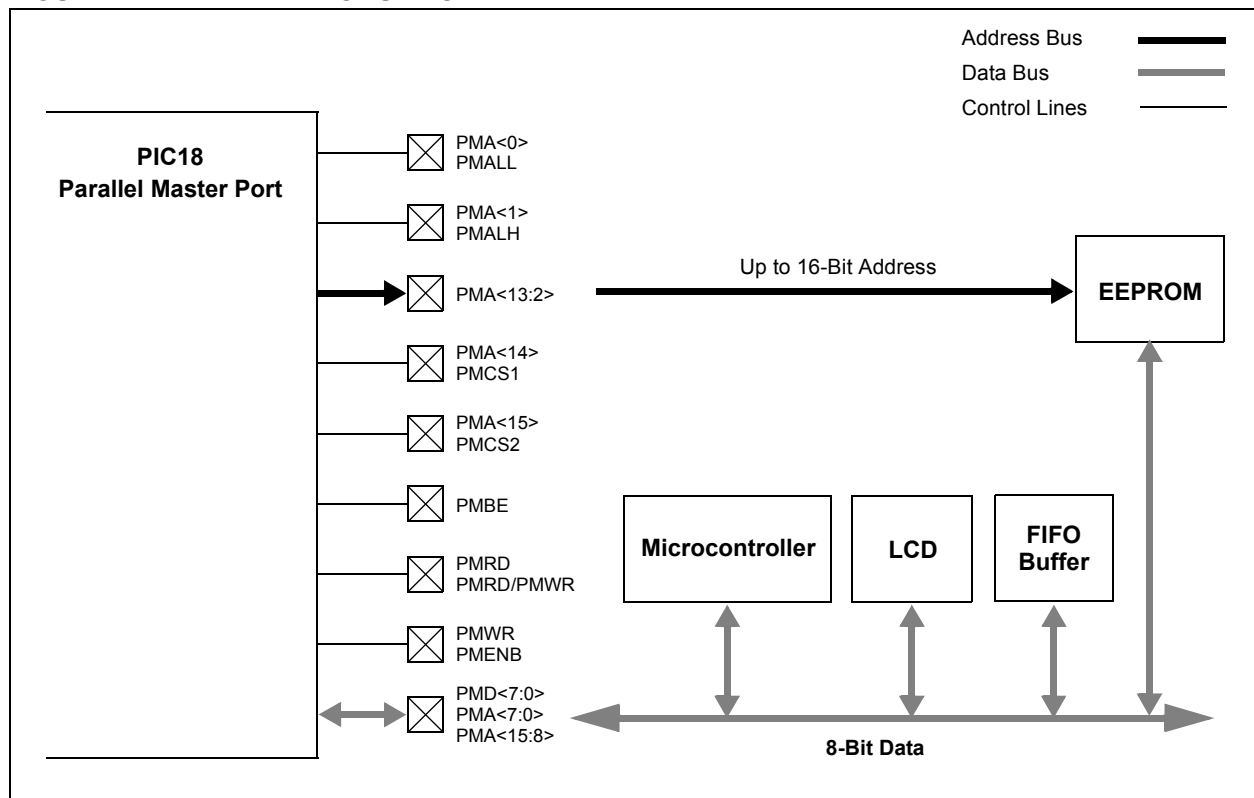 Address Bus
Data Bus
Control Lines
PIC18
Parallel Master Port
PMA<0>
PMALL
PMA<1>
PMALH
PMA<13:2>
Up to 16-Bit Address
EEPROM
PMA<14>
PMCS1
PMA<15>
PMCS2
PMBE
Microcontroller
LCD
FIFO
Buffer
PMRD
PMRD/PMWR
PMWR
PMENB
PMD<7:0>
PMA<7:0>
PMA<15:8>
8-Bit Data